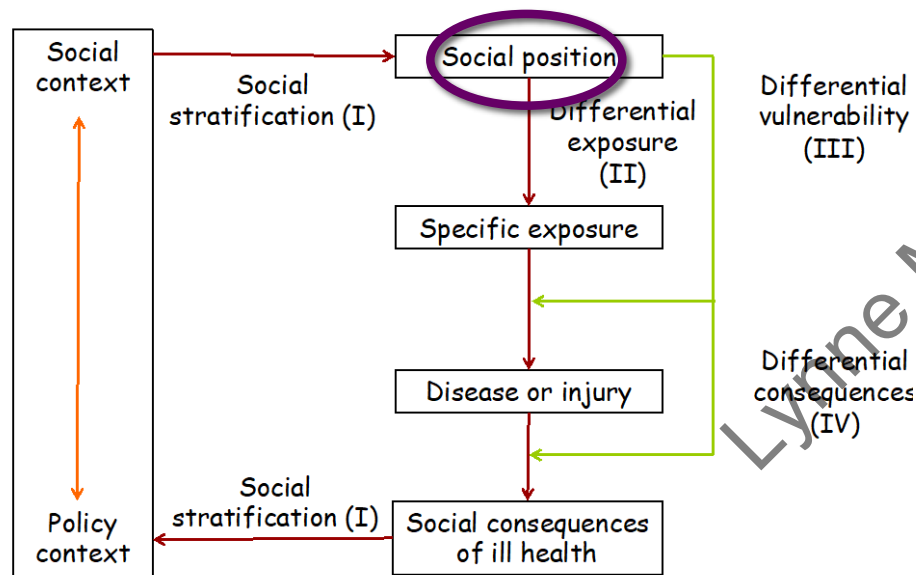 Social
context
Social
stratification (I)
Social position
Differential
exposure
(II)
Differential
vulnerability
(III)
Specific exposure
Disease or injury
Differential
consequences
(IV)
Lynne
Social
stratification (I)
Policy
context
Social consequences
of ill health